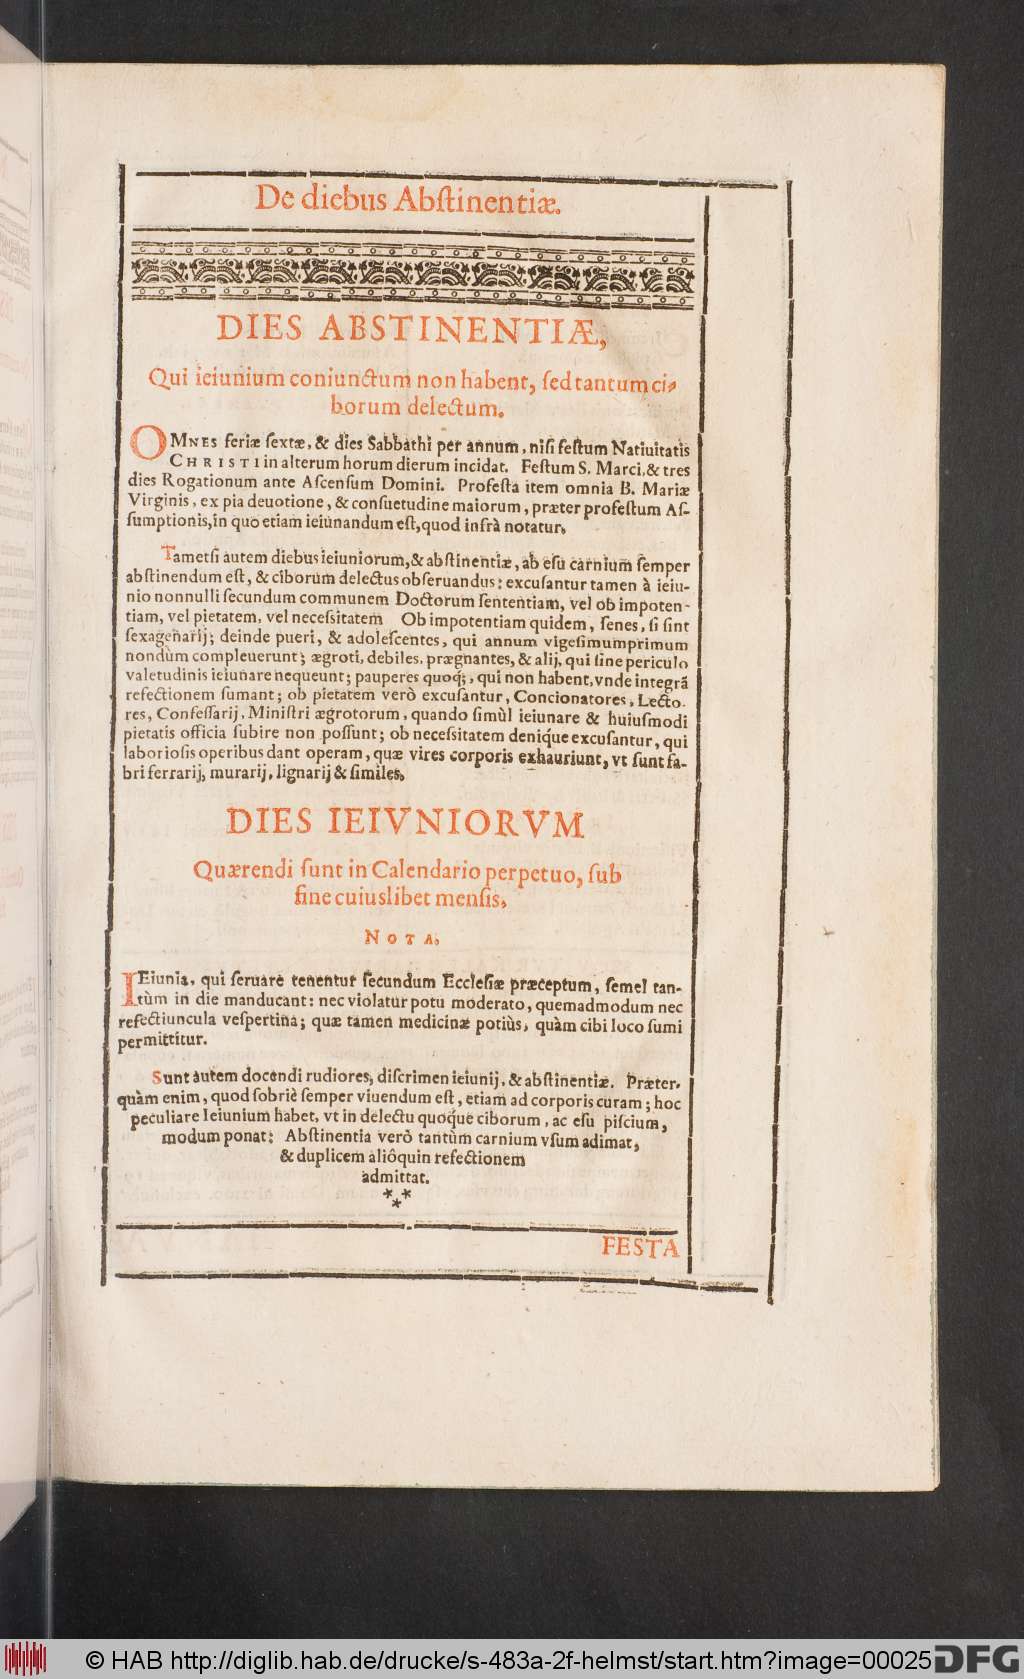 De diebus Abſtinentiæ.
DIES ABSTINENTIÆ,
Qui ieiunium coniunctum non habent, ſed tantum ci-
borum delectum.
OMNES feriæ ſextæ, & dies Sabbathi per annum, niſi feſtum Natiuitatis
CHRISTI in alterum horum dierum incidat. Feſtum S. Marci, & tres
dies Rogationum ante Aſcenſum Domini. Profeſta item omnia B. Mariæ
Virginis, ex pia deuotione, & conſuetudine maiorum, præter profeſtum Aſ-
ſumptionis, in quo etiam ieiunandum eſt, quod infrà notatur.
Tametſi autem diebus ieiuniorum, & abſtinentiæ, ab eſu carnium ſemper
abſtinendum eſt, & ciborum delectus obſeruandus: excuſantur tamen à ieiu-
nio nonnulli ſecundum communem Doctorum ſententiam, vel ob impoten-
tiam, vel pietatem, vel neceſsitatem Ob impotentiam quidem, ſenes, ſi ſint
ſexagenarij; deinde pueri, & adoleſcentes, qui annum vigeſimumprimum
nondùm compleuerunt; ægroti, debiles, prægnantes, & alij, qui ſine periculo
valetudinis ieiunare nequeunt; pauperes quoq;, qui non habent, vnde integrã
refectionem ſumant; ob pietatem verò excuſantur, Concionatores, Lecto-
res, Confeſſarij, Miniſtri ægrotorum, quando ſimùl ieiunare & huiuſmodi
pietatis officia ſubire non poſſunt; ob neceſsitatem denique excuſantur, qui
laborioſis operibus dant operam, quæ vires corporis exhauriunt, vt ſunt fa-
bri ferrarij, murarij, lignarij & ſimiles.
DIES IEIVNIORVM
Quærendi ſunt in Calendario perpetuo, ſub
fine cuiuslibet menſis.
NOTA.
IEiunia, qui ſeruare tenentur ſecundum Eccleſiæ præceptum, ſemel tan-
tùm in die manducant: nec violatur potu moderato, quemadmodum nec
refectiuncula veſpertina; quæ tamen medicinæ potiùs, quàm cibi loco ſumi
permittitur.
Sunt autem docendi rudiores, diſcrimen ieiunij, & abſtinentiæ. Præter-
quàm enim, quod ſobriè ſemper viuendum eſt, etiam ad corporis curam; hoc
peculiare Ieiunium habet, vt in delectu quoque ciborum, ac eſu piſcium,
modum ponat: Abſtinentia verò tantùm carnium vſum adimat,
& duplicem aliôquin refectionem
admittat.
***
FESTA
© HAB http://diglib.hab.de/drucke/s-483a-2f-helmst/start.htm?image=00025
DFG